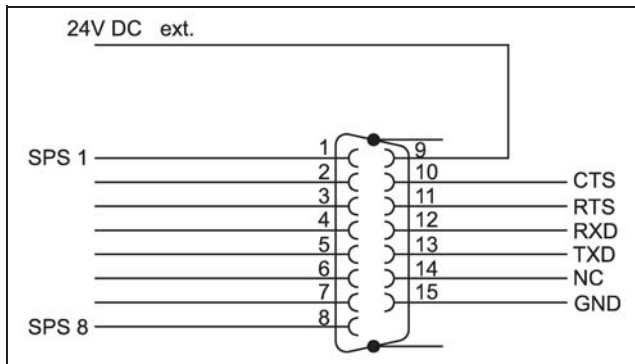 24V DC ext.
SPS 1
1
9
2
10
CTS
3
11
RTS
4
12
RXD
5
13
TXD
6
14
NC
7
15
GND
8
SPS 8